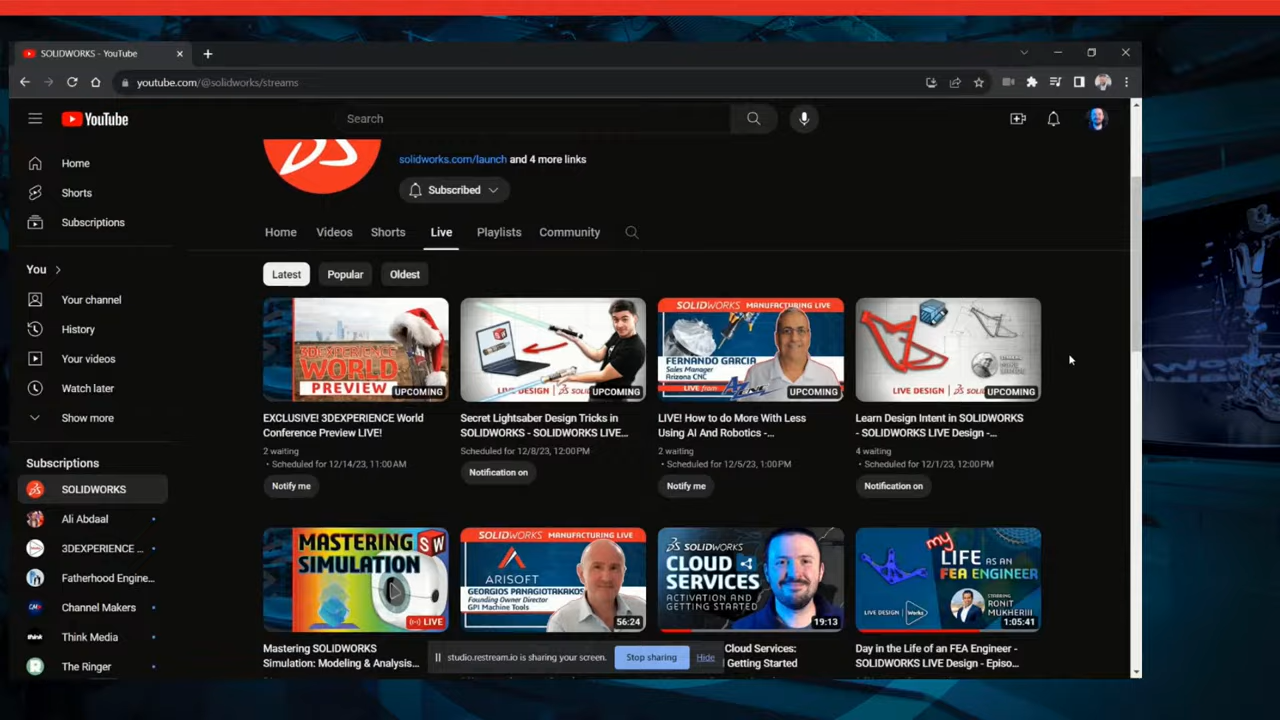 SOLIDWORKS - YouTube
youtube.com/@solidworks/streams
YouTube
Search
Home
Shorts
Subscriptions
You
Your channel
History
Your videos
Watch later
Show more
Subscriptions
SOLIDWORKS
Ali Abdaal
3DEXPERIENCE ...
Fatherhood Engine...
Channel Makers
Think Media
The Ringer
solidworks.com/launch and 4 more links
Subscribed
Home Videos Shorts Live Playlists Community
Latest Popular Oldest
3DEXPERIENCE
WORLD
PREVIEW
UPCOMING
EXCLUSIVE! 3DEXPERIENCE World
Conference Preview LIVE!
2 waiting
• Scheduled for 12/14/23, 11:00 AM
Notify me
UPCOMING
Secret Lightsaber Design Tricks in
SOLIDWORKS - SOLIDWORKS LIVE...
Scheduled for 12/8/23, 12:00 PM
Notification on
SOLIDWORKS MANUFACTURING LIVE
FERNANDO GARCIA
Sales Manager
Arizona CNC
LIVE from
UPCOMING
LIVE! How to do More With Less
Using AI And Robotics -...
2 waiting
• Scheduled for 12/5/23, 1:00 PM
Notify me
LIVE DESIGN
UPCOMING
Learn Design Intent in SOLIDWORKS
- SOLIDWORKS LIVE Design -...
4 waiting
• Scheduled for 12/1/23, 12:00 PM
Notification on
MASTERING SW
SIMULATION
LIVE
Mastering SOLIDWORKS
Simulation: Modeling & Analysis...
SOLIDWORKS MANUFACTURING LIVE
ARISOFT
GEORGIOS PANAGIOTAKAKOS
Founding Owner Director
GPI Machine Tools
56:24
SOLIDWORKS
CLOUD
SERVICES
ACTIVATION AND
GETTING STARTED
19:13
Cloud Services:
Getting Started
my
LIFE AS AN
FEA ENGINEER
LIVE DESIGN
STARRING
RONIT
MUKHERJI
1:05:41
Day in the Life of an FEA Engineer -
SOLIDWORKS LIVE Design - Episo...
studio.restream.io is sharing your screen.
Stop sharing
Hide